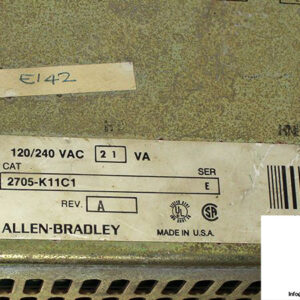 E142
120/240 VAC 21 VA
CAT SER
2705-K11C1 E
REV. A
ALLEN-BRADLEY MADE IN U.S.A.